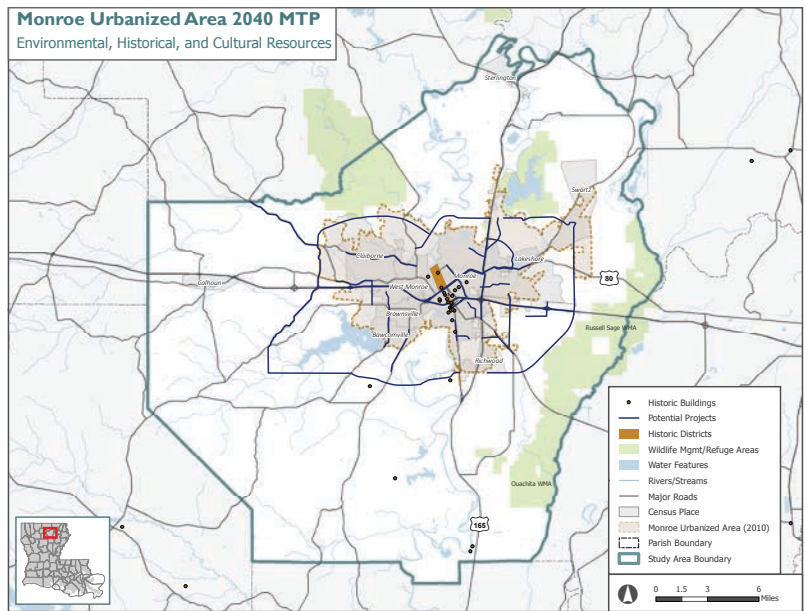 Monroe Urbanized Area 2040 MTP
Environmental, Historical, and Cultural Resources
Sterlington
Swartz
Claiborne
Lakeshore
Calhoun
West Monroe
Monroe
80
Brownsville
Bawcomville
Russell Sage WMA
Richwood
Ouachita WMA
165
Historic Buildings
Potential Projects
Historic Districts
Wildlife Mgmt/Refuge Areas
Water Features
Rivers/Streams
Major Roads
Census Place
Monroe Urbanized Area (2010)
Parish Boundary
Study Area Boundary
0 1.5 3 6
Miles